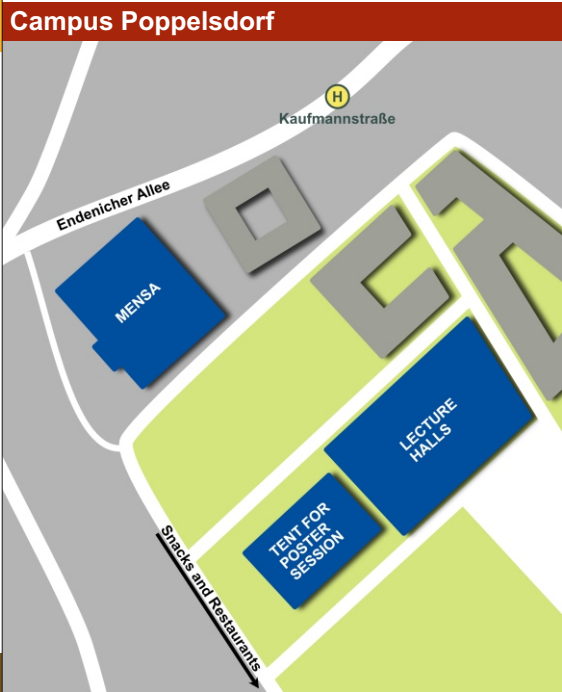 Campus Poppelsdorf
H
Kaufmannstraße
Endenicher Allee
MENSA
LECTURE
HALLS
TENT FOR
POSTER
SESSION
Snacks and Restaurants